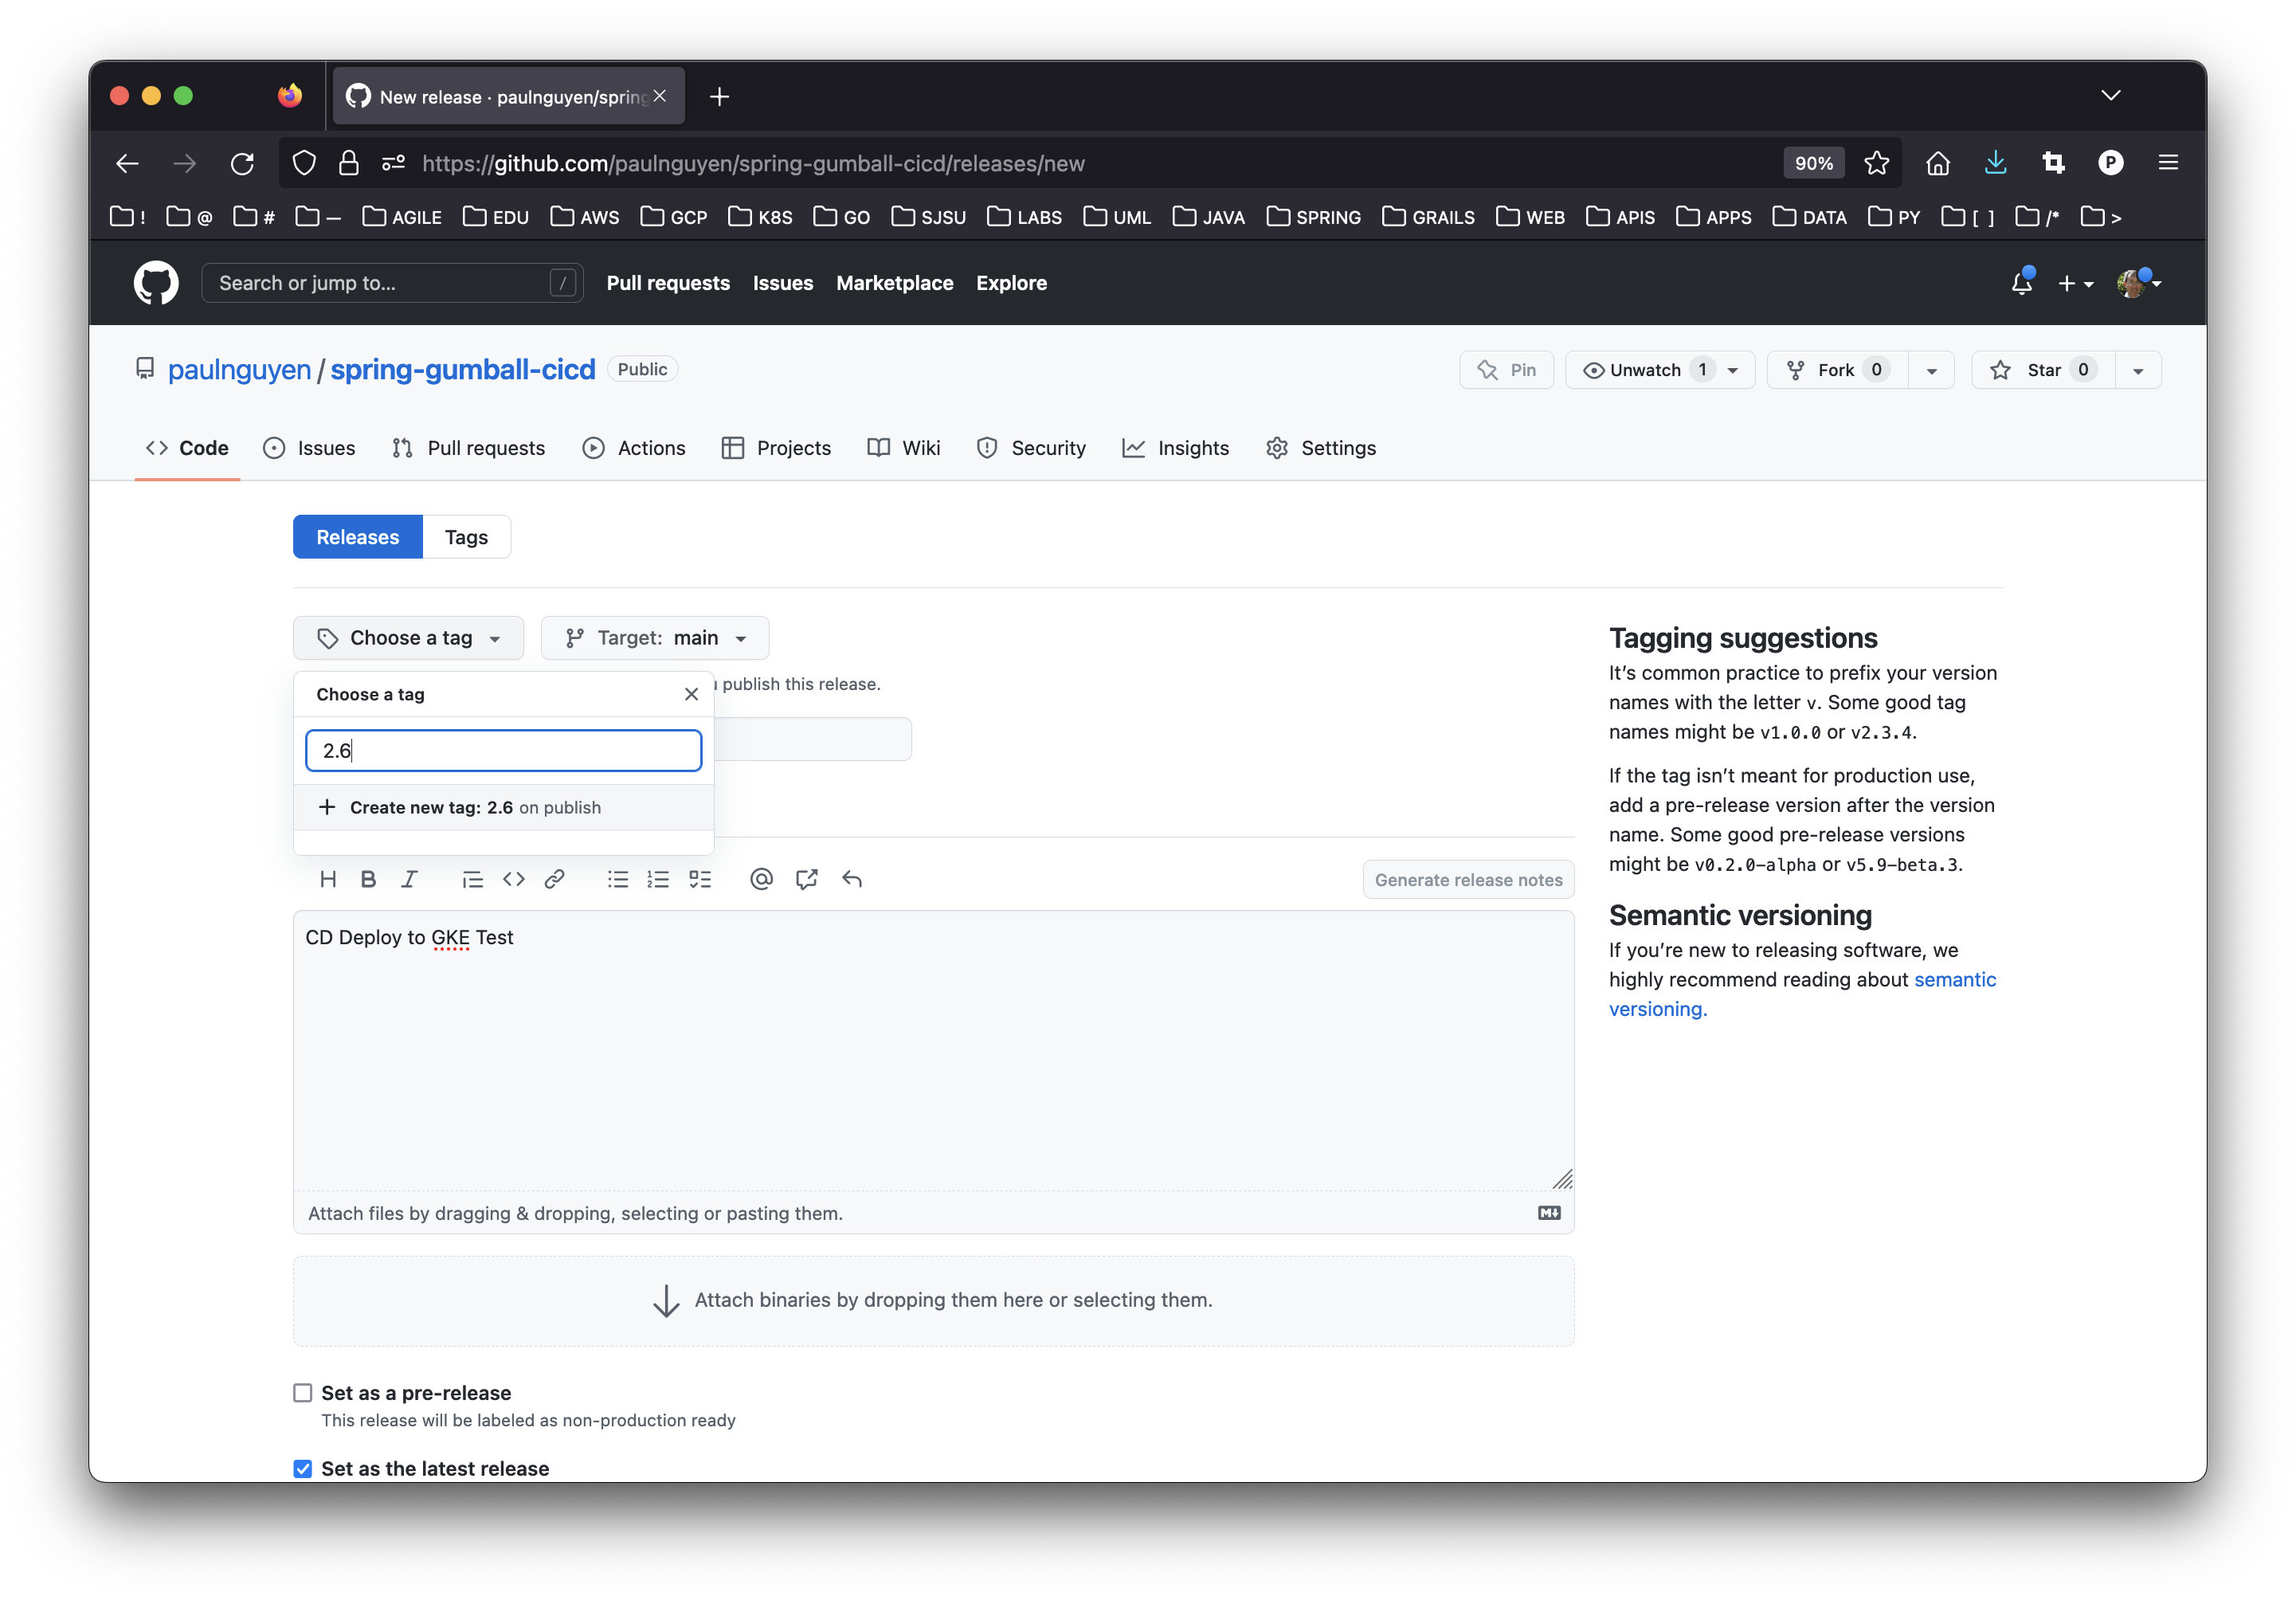 New release · paulnguyen/spring
https://github.com/paulnguyen/spring-gumball-cicd/releases/new 90% P
! @ # — AGILE EDU AWS GCP K8S GO SJSU LABS UML JAVA SPRING GRAILS WEB APIS APPS DATA PY [ ] /* >
Search or jump to... / Pull requests Issues Marketplace Explore
paulnguyen / spring-gumball-cicd Public Pin Unwatch 1 Fork 0 Star 0
Code Issues Pull requests Actions Projects Wiki Security Insights Settings
Releases Tags
Choose a tag Target: main
publish this release.
Choose a tag
2.6
Create new tag: 2.6 on publish
H B I Generate release notes
CD Deploy to GKE Test
Attach files by dragging & dropping, selecting or pasting them.
Attach binaries by dropping them here or selecting them.
Set as a pre-release
This release will be labeled as non-production ready
Set as the latest release
Tagging suggestions
It’s common practice to prefix your version
names with the letter v. Some good tag
names might be v1.0.0 or v2.3.4.
If the tag isn’t meant for production use,
add a pre-release version after the version
name. Some good pre-release versions
might be v0.2.0-alpha or v5.9-beta.3.
Semantic versioning
If you’re new to releasing software, we
highly recommend reading about semantic
versioning.